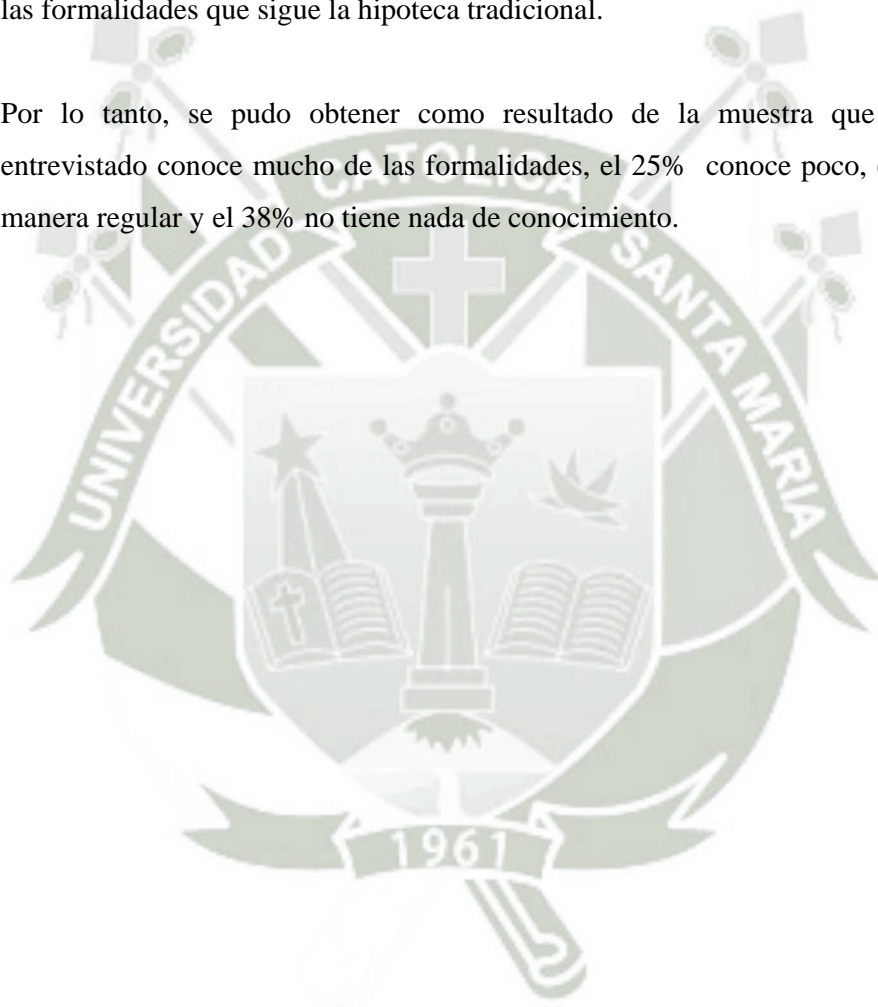 las formalidades que sigue la hipoteca tradicional.
Por lo tanto, se pudo obtener como resultado de la muestra que
entrevistado conoce mucho de las formalidades, el 25% conoce poco,
manera regular y el 38% no tiene nada de conocimiento.
UNIVERSIDAD CATOLICA SANTA MARIA
1961